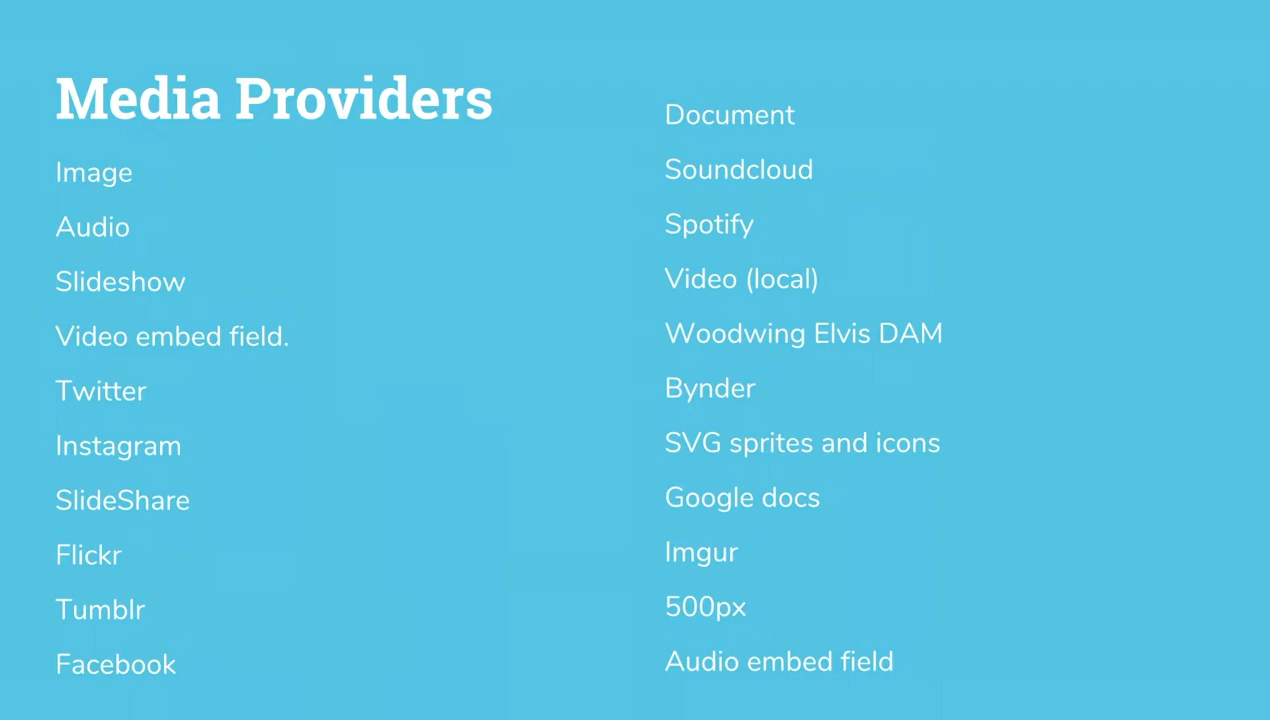 Media Providers
Image
Audio
Slideshow
Video embed field.
Twitter
Instagram
SlideShare
Flickr
Tumblr
Facebook
Document
Soundcloud
Spotify
Video (local)
Woodwing Elvis DAM
Bynder
SVG sprites and icons
Google docs
Imgur
500px
Audio embed field